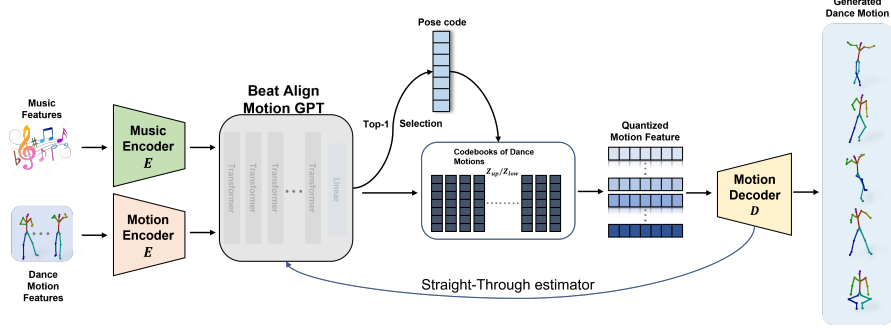 Generated
Dance Motion
Pose code
Beat Align
Motion GPT
Music
Features
Music
Encoder
E
Top-1
Selection
Codebooks of Dance
Motions
Z_up/Z_low
Quantized
Motion Feature
Transformer
Transformer
Transformer
Transformer
Linear
Motion
Decoder
D
Motion
Encoder
E
Dance
Motion
Features
Straight-Through estimator